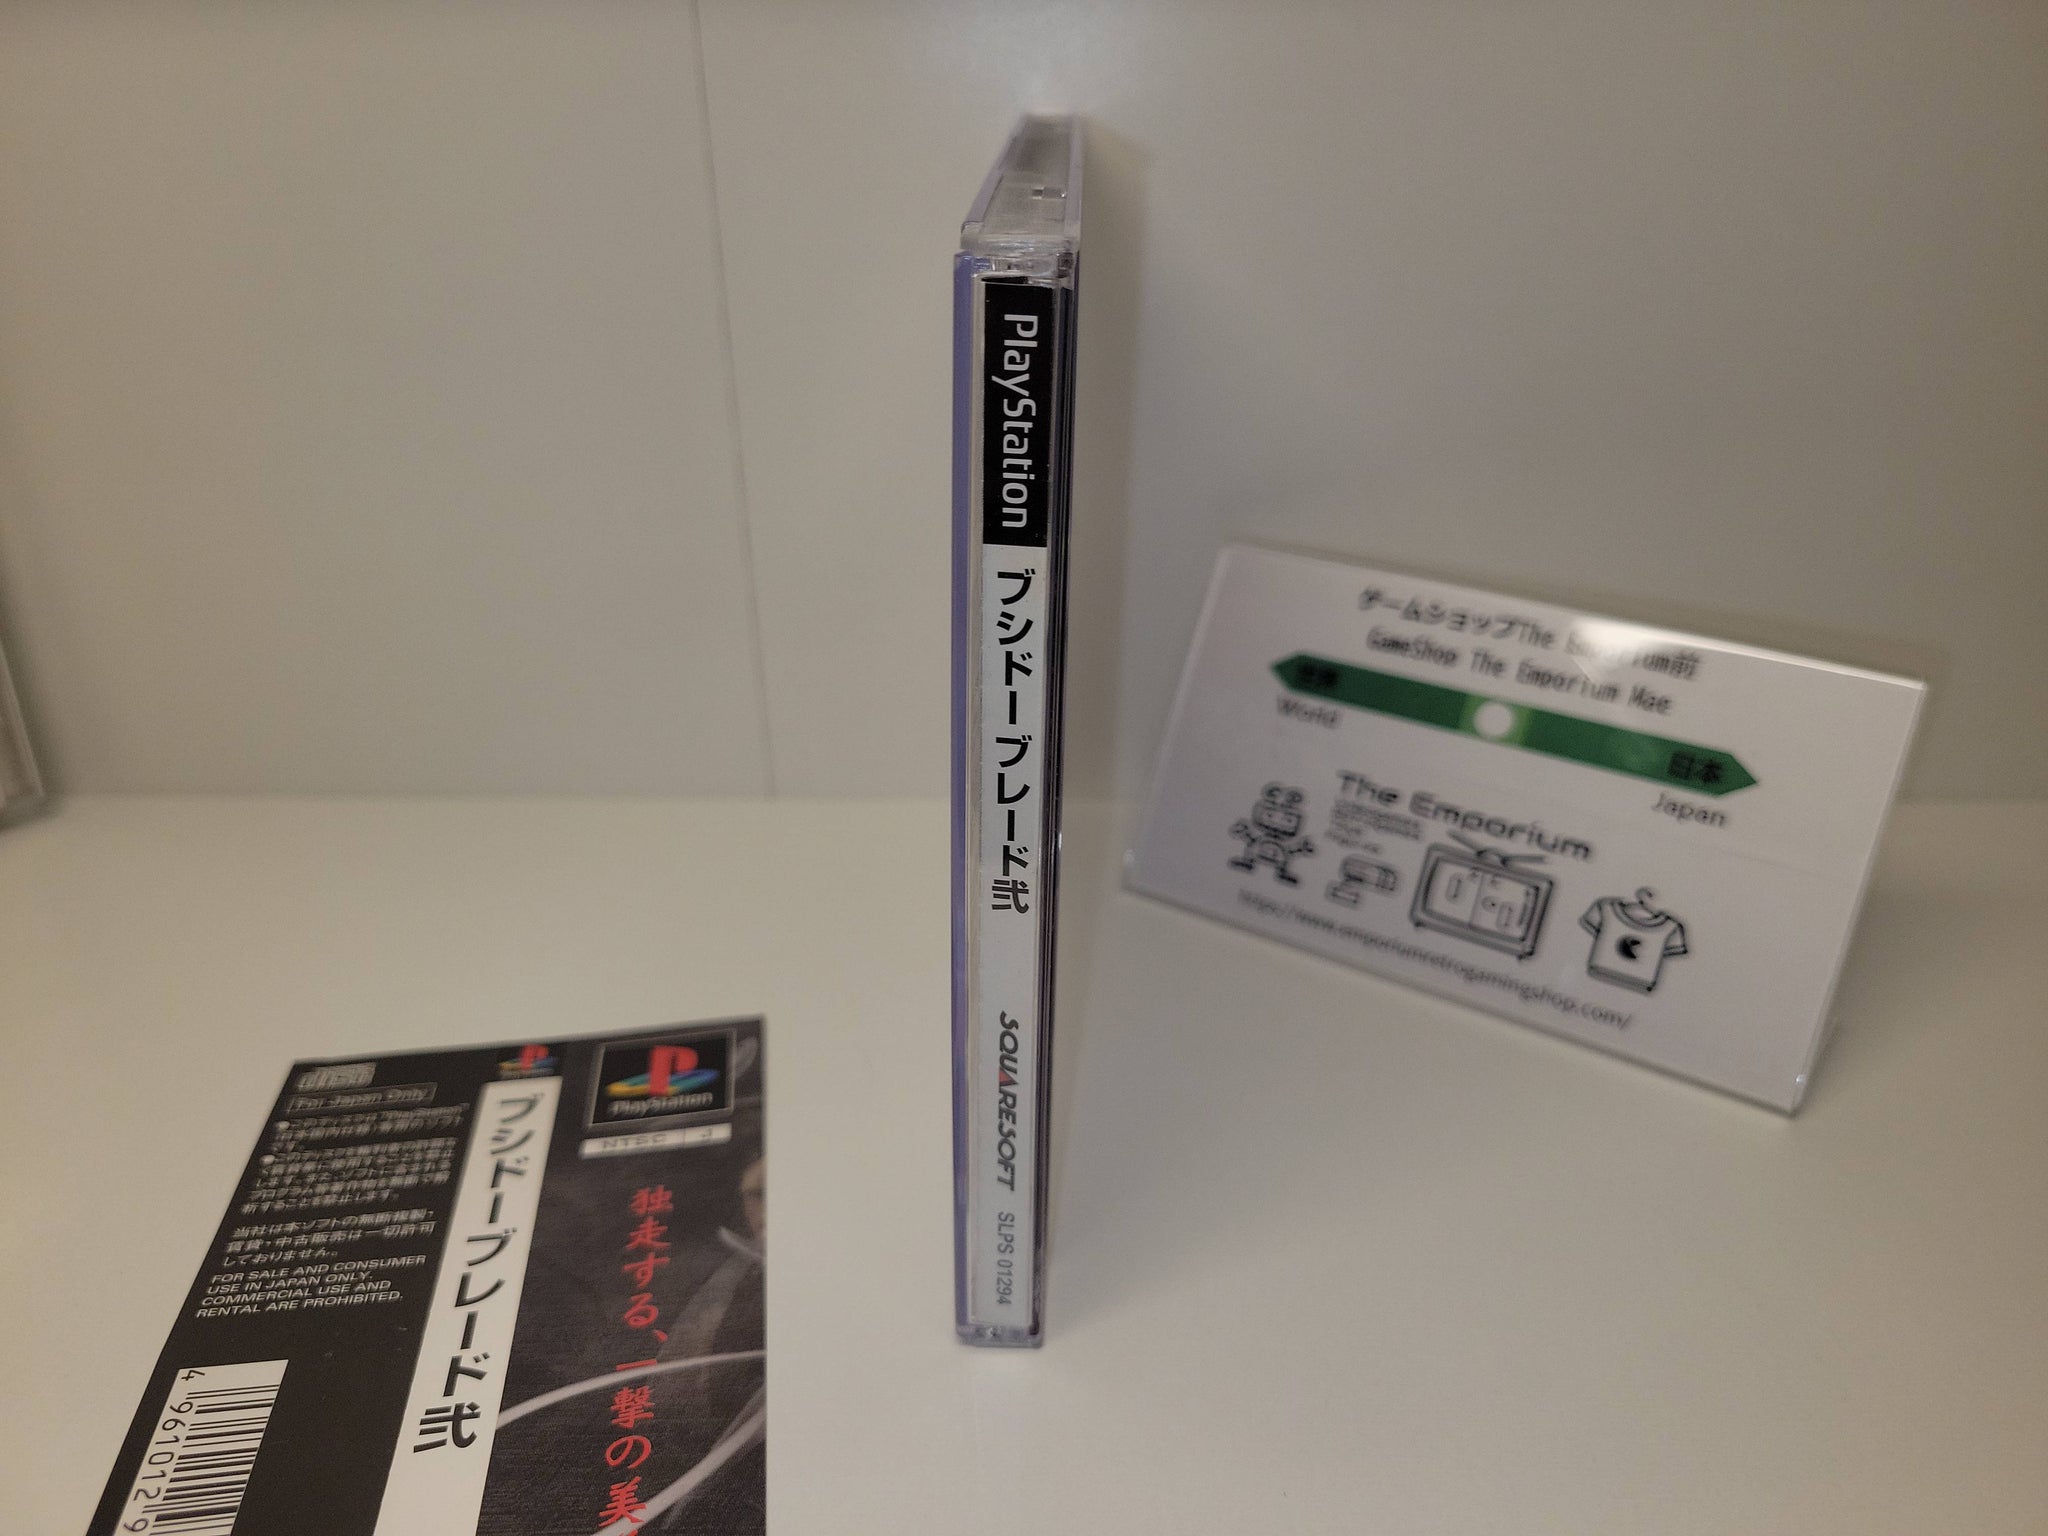 PlayStation
ブシドーブレード弐
SQUARESOFT
SLPS 01294
ゲームショップThe Emporium前
GameShop The Emporium Mae
World
日本
Japan
The Emporium
https://www.emporiumretrogamingshop.com/
PlayStation
NTSC J
独走する、一撃の美
ブシドーブレード弐
For Japan Only
当社は本ソフトの無断複製・
賃貸・中古販売は一切許可
しておりません。
FOR SALE AND CONSUMER
USE IN JAPAN ONLY.
COMMERCIAL USE AND
RENTAL ARE PROHIBITED.
4 961012 9